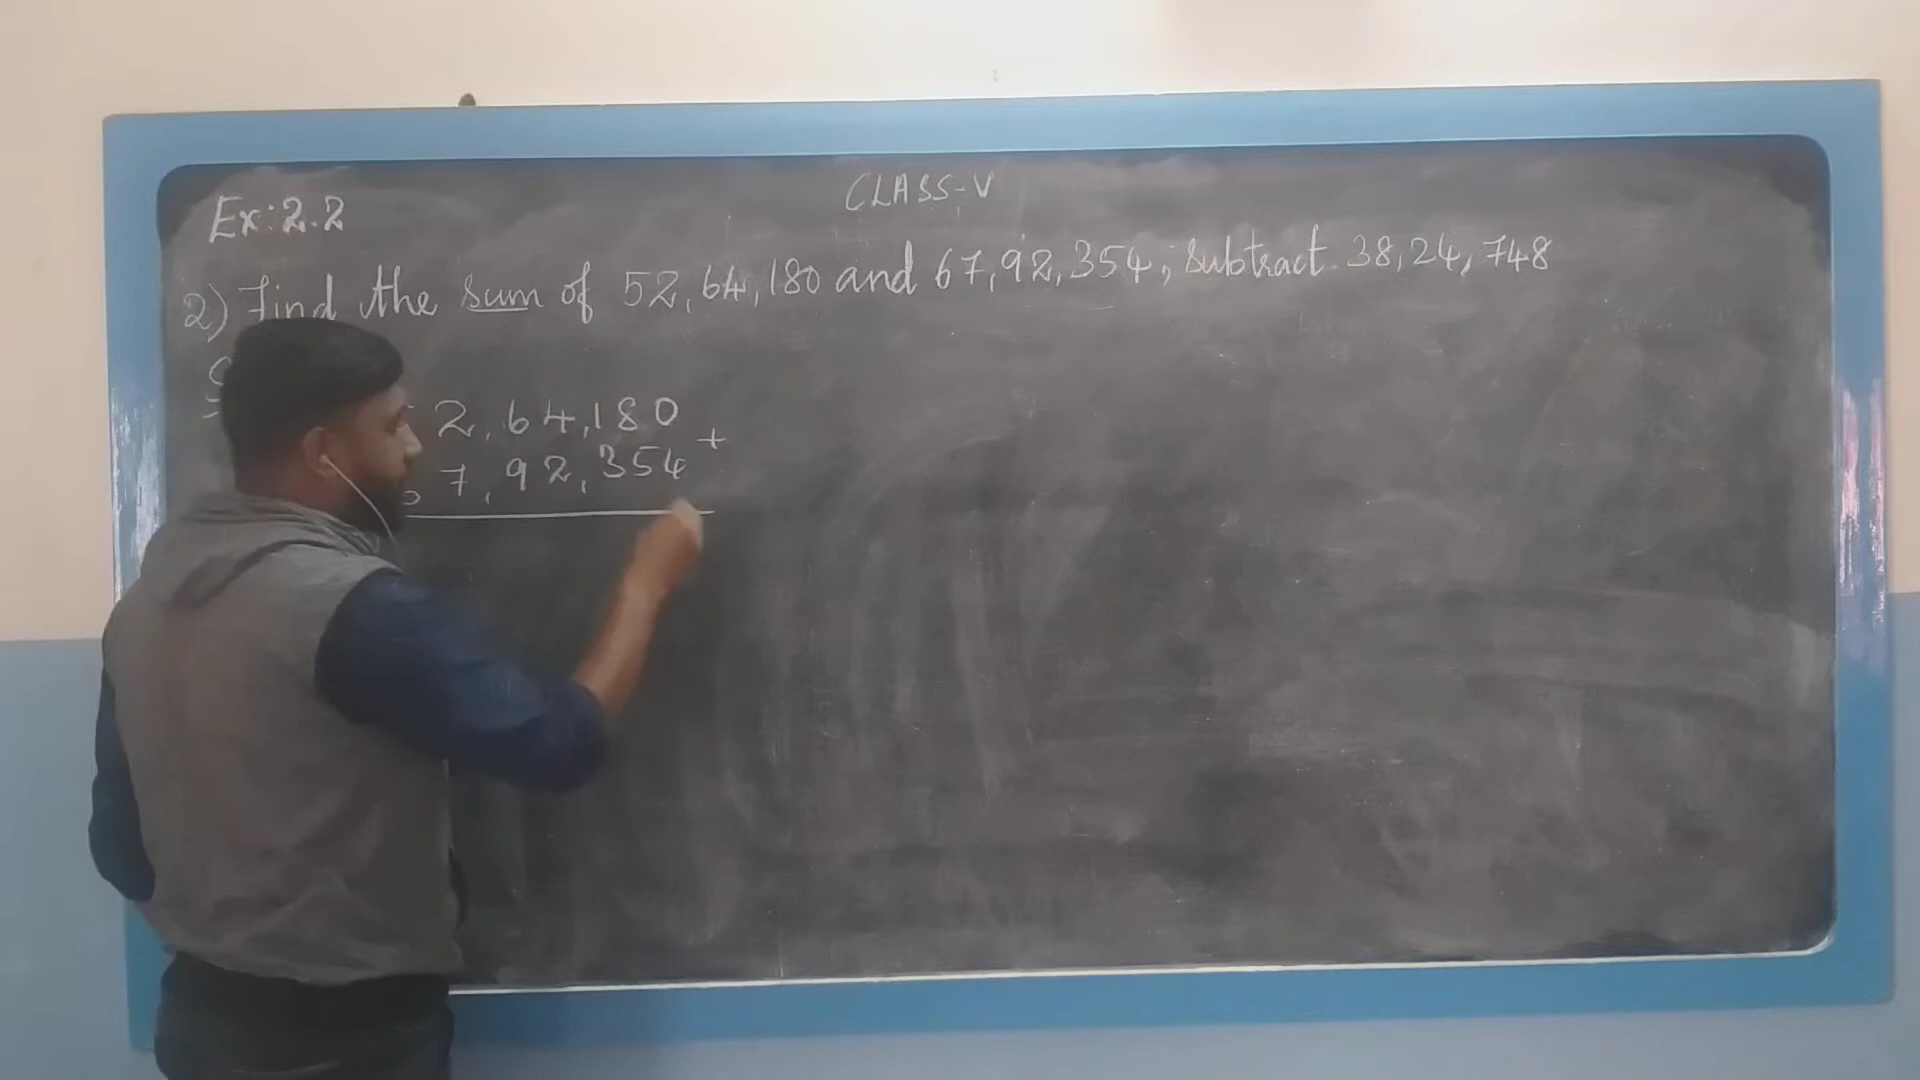 CLASS-V
Ex:2.2
2) Find the sum of 52,64,180 and 67,92,354, subtract 38,24,748
2,64,180
7,92,354 +